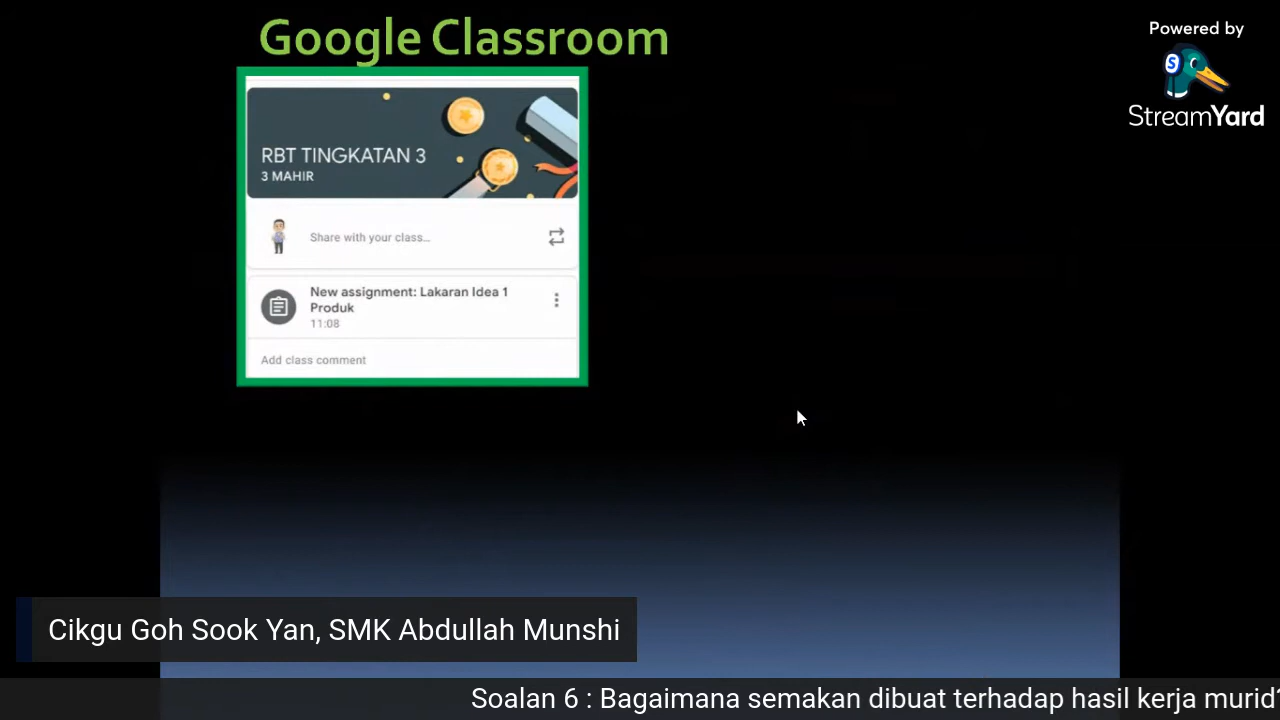 Google Classroom
Powered by
StreamYard
RBT TINGKATAN 3
3 MAHIR
Share with your class...
New assignment: Lakaran Idea 1
Produk
11:08
Add class comment
Cikgu Goh Sook Yan, SMK Abdullah Munshi
Soalan 6 : Bagaimana semakan dibuat terhadap hasil kerja murid?